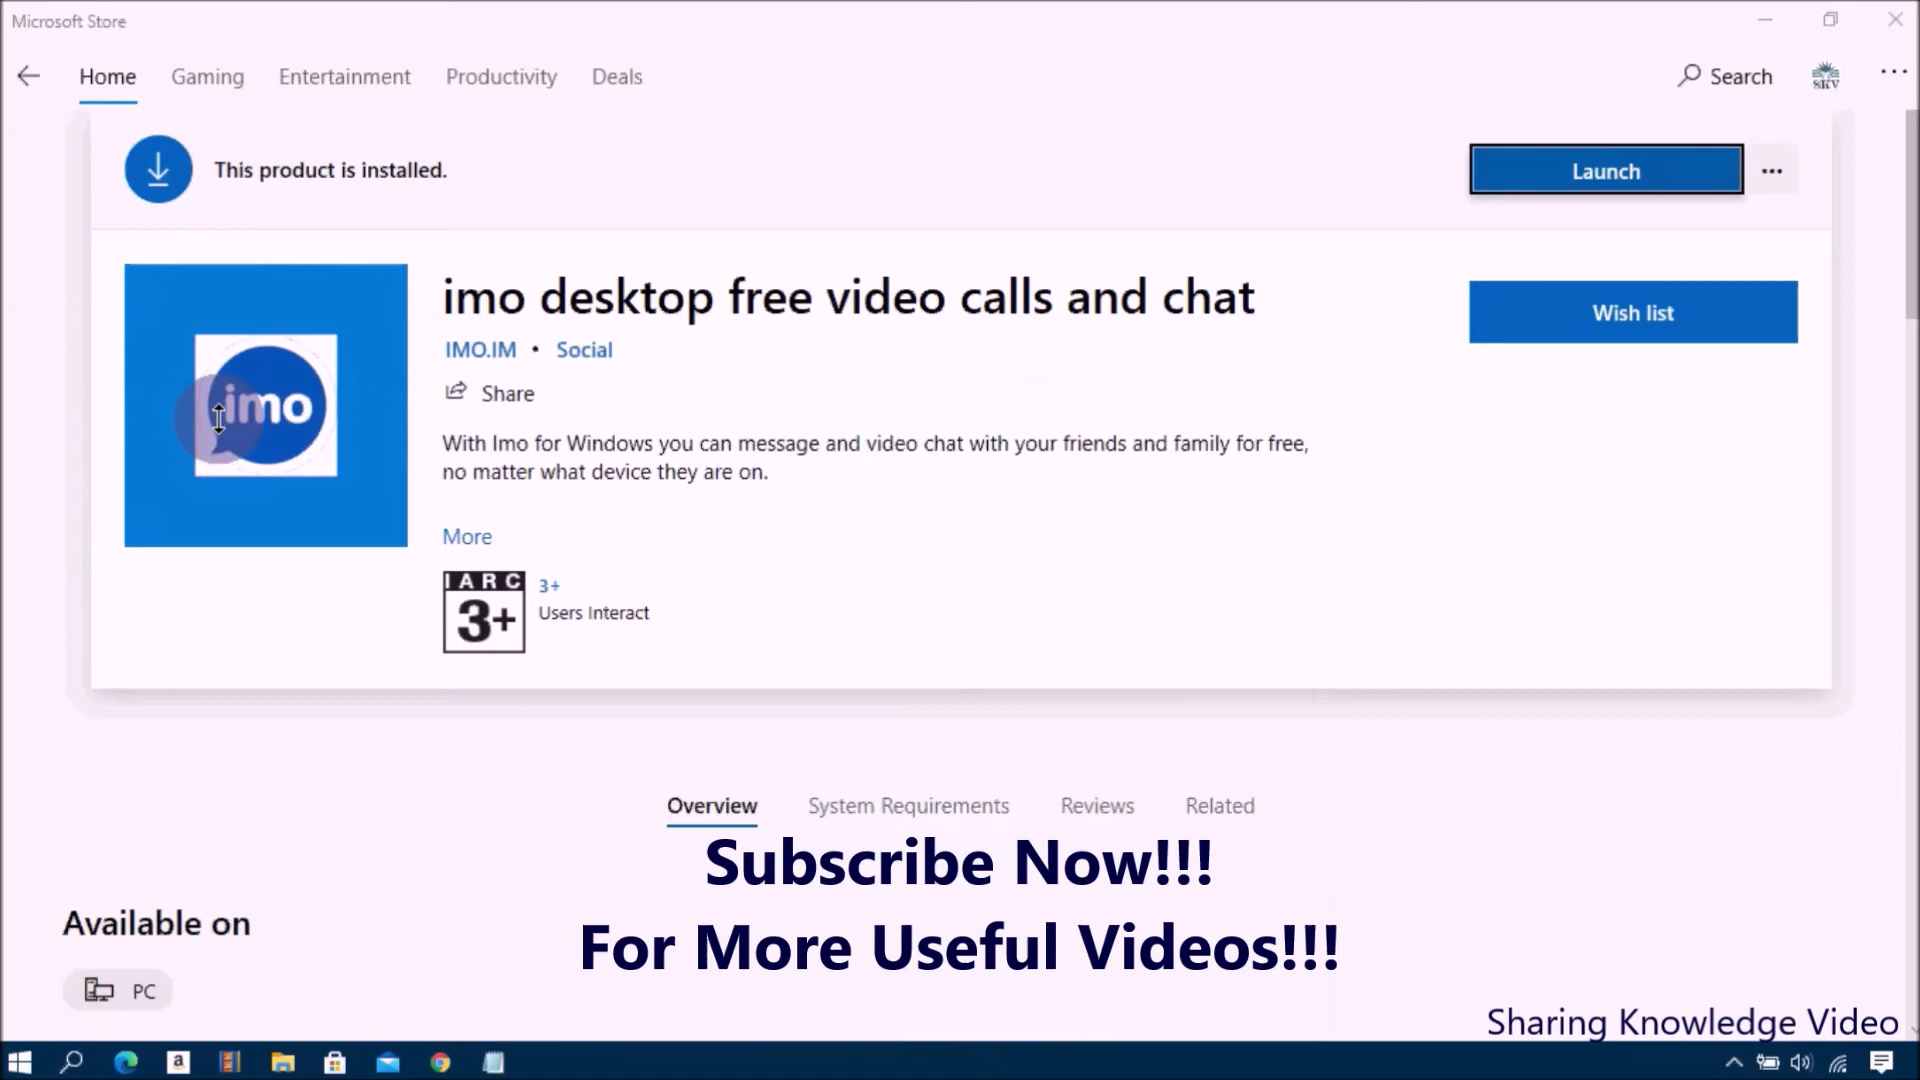 Microsoft Store
Home Gaming Entertainment Productivity Deals
Search
SKV
This product is installed.
Launch
imo
imo desktop free video calls and chat
Wish list
IMO.IM • Social
Share
With Imo for Windows you can message and video chat with your friends and family for free,
no matter what device they are on.
More
IARC
3+
3+
Users Interact
Overview System Requirements Reviews Related
Subscribe Now!!!
For More Useful Videos!!!
Available on
PC
Sharing Knowledge Video
a